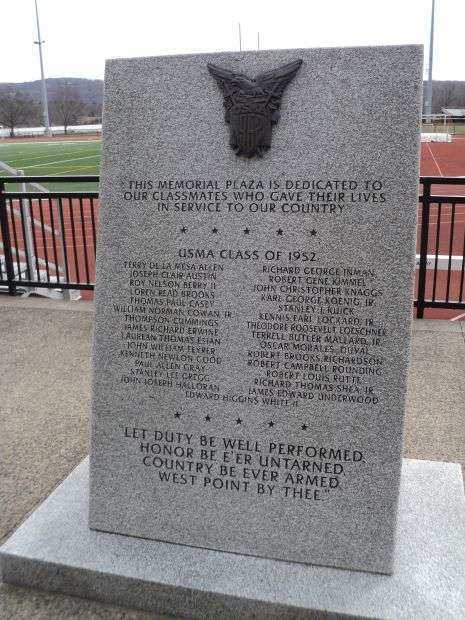 THIS MEMORIAL PLAZA IS DEDICATED TO
OUR CLASSMATES WHO GAVE THEIR LIVES
IN SERVICE TO OUR COUNTRY
USMA CLASS OF 1952
TERRY DE LA MESA ALLEN
JOSEPH CLAIR AUSTIN
ROY NELSON BERRY II
LOREN READ BROOKS
THOMAS PAUL CASEY
WILLIAM NORMAN COWAN, JR
THOMPSON CUMMINGS
JAMES RICHARD ERWINE
LAUREAN THOMAS ESIAN
JOHN WILLIAM FEYRER
KENNETH NEWLON GOOD
PAUL ALLEN GRAY
STANLEY LEE GREGG
JOHN JOSEPH HALLORAN
RICHARD GEORGE INMAN
ROBERT GENE KIMMEL
JOHN CHRISTOPHER KNAGGS
KARL GEORGE KOENIG, JR
STANLEY J. KUICK
KENNIS EARL LOCKARD, JR
THEODORE ROOSEVELT LOESCHNER
TERRELL BUTLER MALLARD, JR
OSCAR MORALES-DUVAL
ROBERT BROOKS RICHARDSON
ROBERT CAMPBELL ROUNDING
ROBERT LOUIS RUTTE
RICHARD THOMAS SHEA, JR
JAMES EDWARD UNDERWOOD
EDWARD HIGGINS WHITE II
"LET DUTY BE WELL PERFORMED.
HONOR BE E'ER UNTARNED.
COUNTRY BE EVER ARMED.
WEST POINT BY THEE."